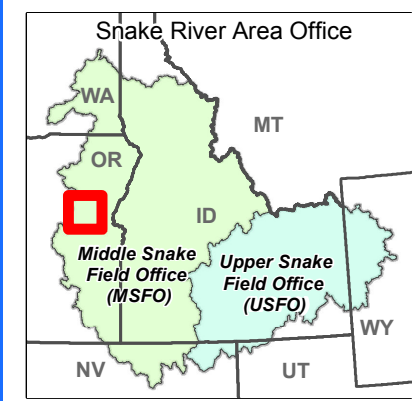 Snake River Area Office
WA
MT
OR
ID
Middle Snake
Field Office
(MSFO)
Upper Snake
Field Office
(USFO)
WY
NV
UT